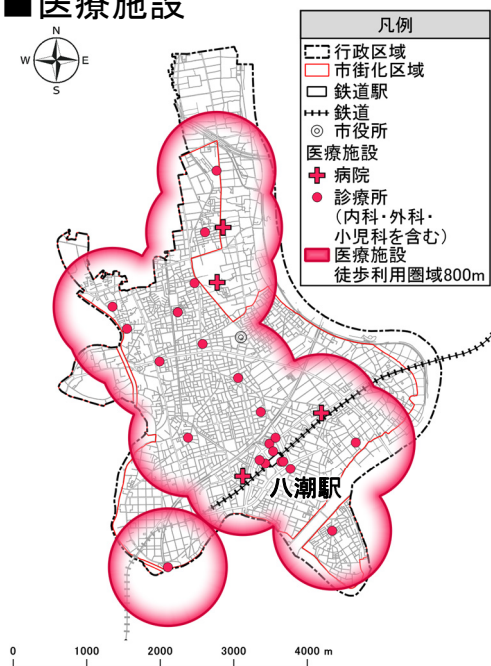 ■医療施設
N
W E
S
凡例
行政区域
市街化区域
鉄道駅
鉄道
市役所
医療施設
病院
診療所
(内科・外科・
小児科を含む)
医療施設
徒歩利用圏域800m
八潮駅
0 1000 2000 3000 4000 m